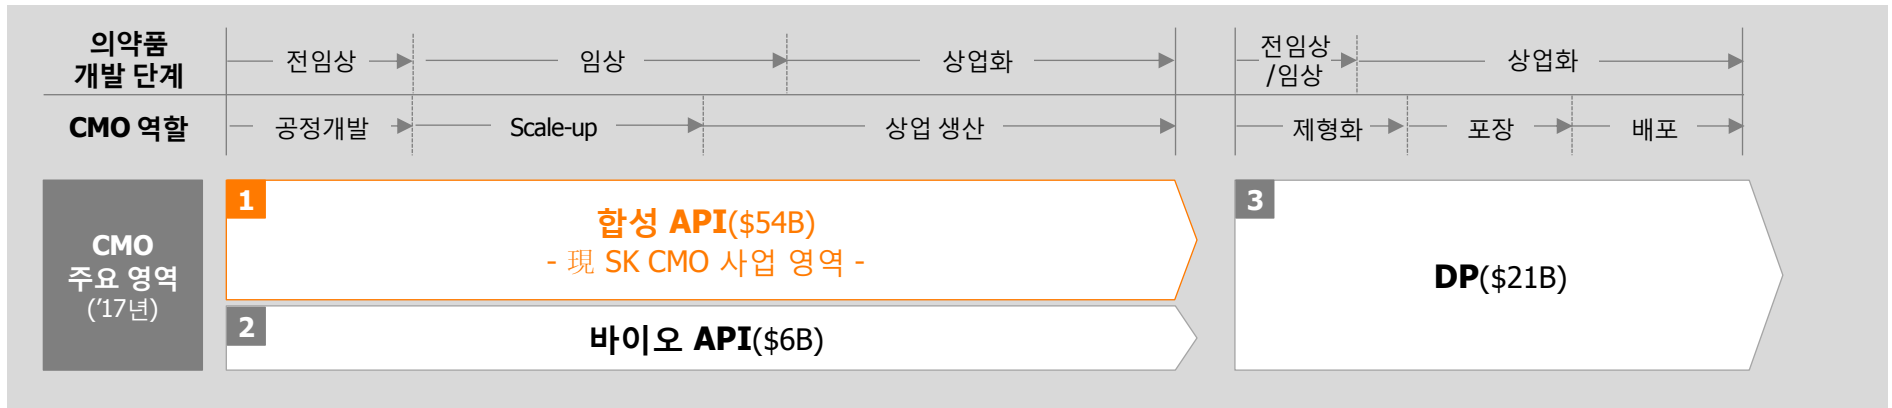 의약품
개발 단계
전임상
임상
상업화
전임상
/임상
상업화
CMO 역할
공정개발
Scale-up
상업 생산
제형화
포장
배포
CMO
주요 영역
('17년)
1
합성 API($54B)
- 現 SK CMO 사업 영역 -
2
바이오 API($6B)
3
DP($21B)